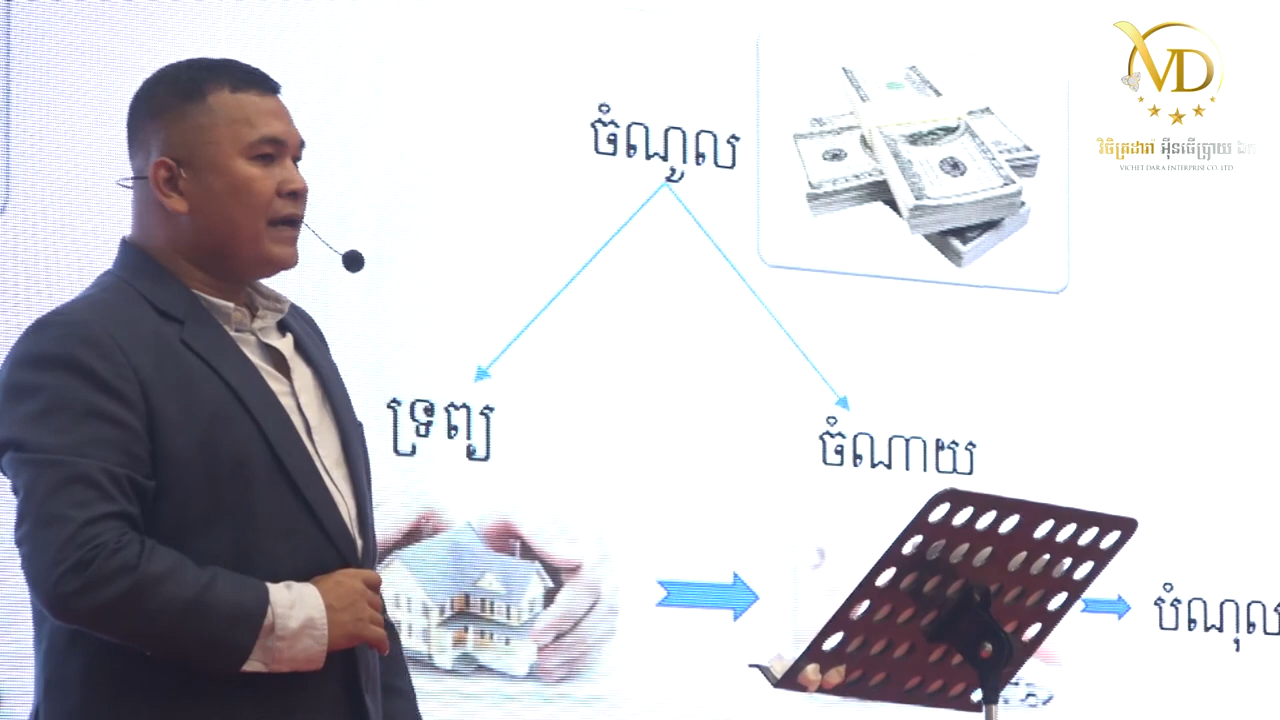 VD
វិចិត្រដារ៉ា អ៊ីនធើប្រាយ ឯ.ក
VICHET DARA INTERPRISE CO. LTD
ចំណូល
ទ្រព្យ
ចំណាយ
បំណុល